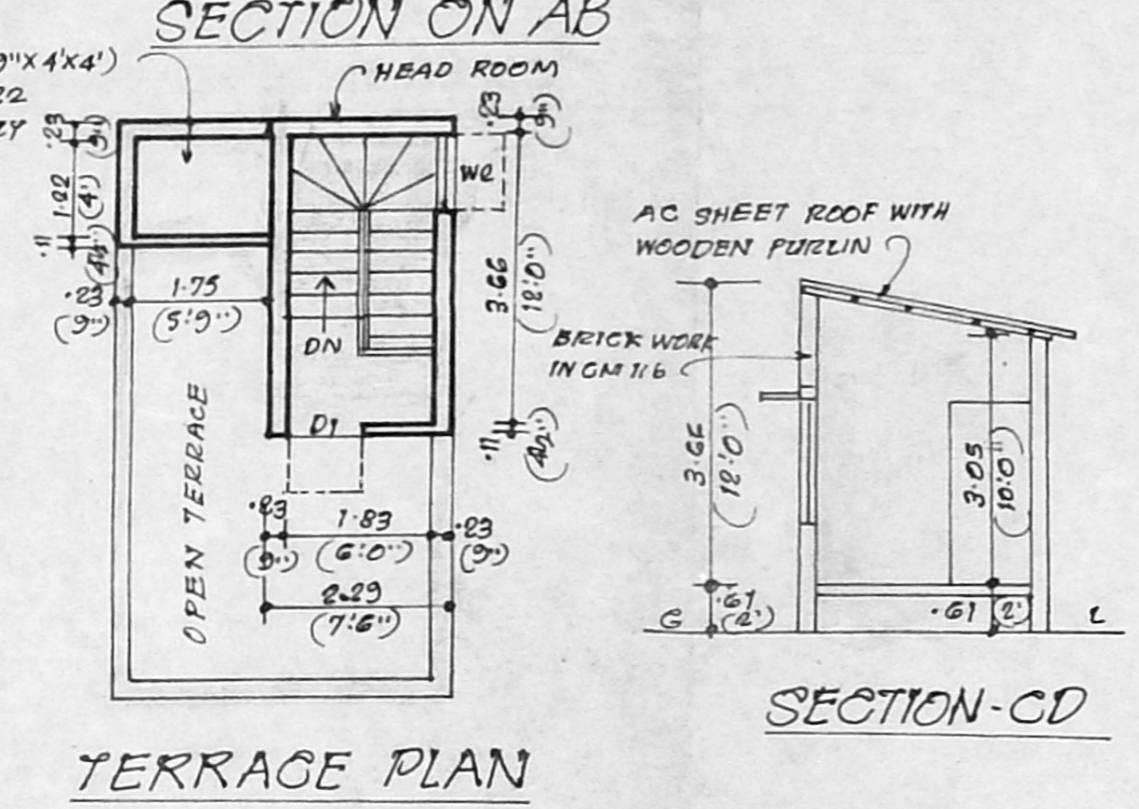 SECTION ON AB
9"X4'X4')
HEAD ROOM
.23
(9")
1.22
(4')
.11
(4½")
.23
(9")
1.75
(5'9")
.23
(9")
W2
3.66
(12'0")
.11
(4½")
DN
D1
OPEN TERRACE
.23
(9")
1.83
(6'0")
.23
(9")
2.29
(7'6")
TERRACE PLAN
AC SHEET ROOF WITH
WOODEN PURLIN
BRICK WORK
IN CM 1:6
3.66
(12'0")
3.05
(10'0")
.61
(2')
.61
(2')
G
L
SECTION-CD